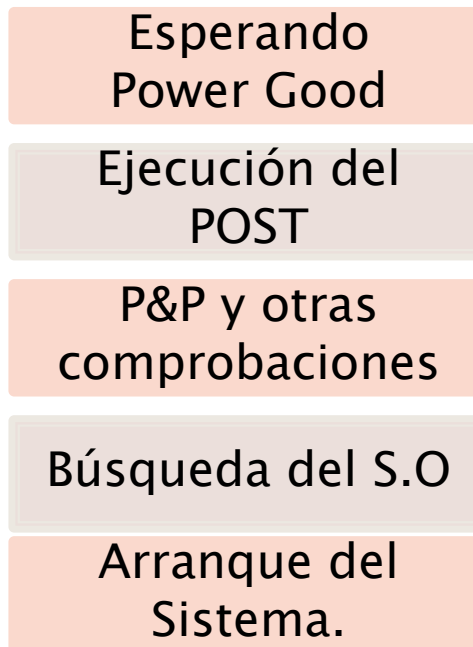 Esperando
Power Good
Ejecución del
POST
P&P y otras
comprobaciones
Búsqueda del S.O
Arranque del
Sistema.